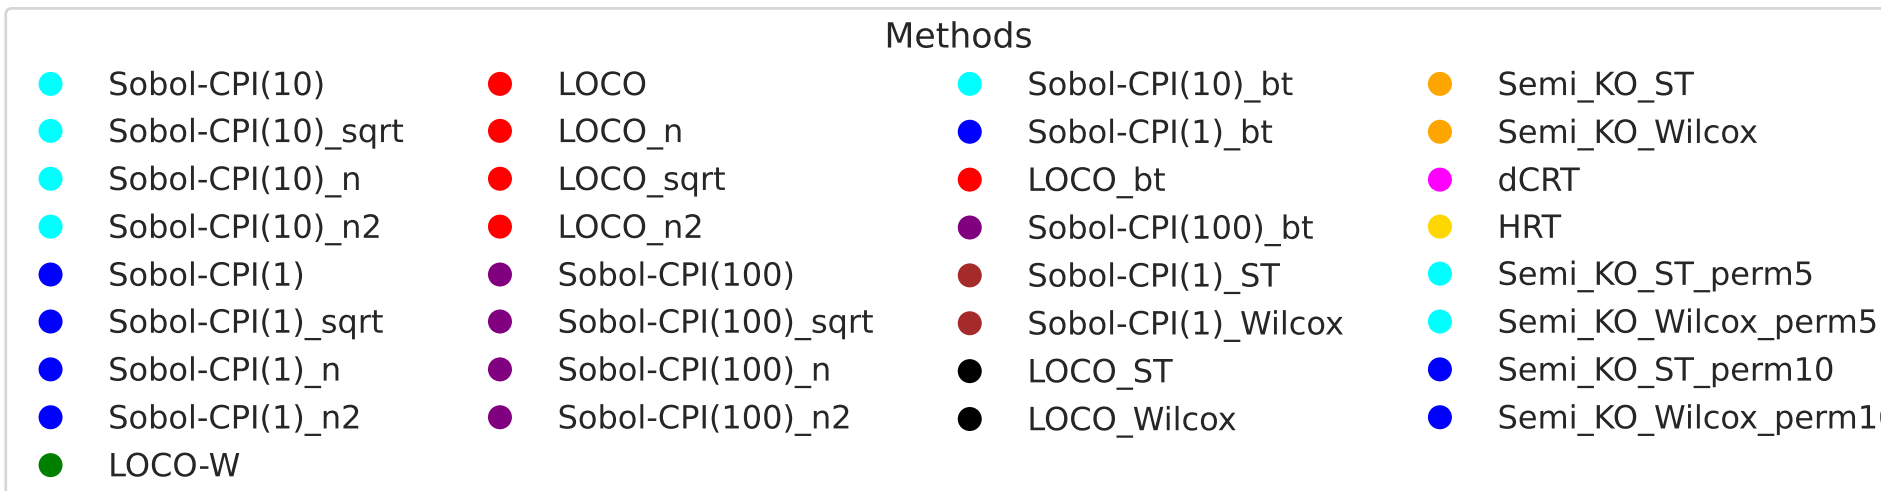 Methods
Sobol-CPI(10)
Sobol-CPI(10)_sqrt
Sobol-CPI(10)_n
Sobol-CPI(10)_n2
Sobol-CPI(1)
Sobol-CPI(1)_sqrt
Sobol-CPI(1)_n
Sobol-CPI(1)_n2
LOCO-W
LOCO
LOCO_n
LOCO_sqrt
LOCO_n2
Sobol-CPI(100)
Sobol-CPI(100)_sqrt
Sobol-CPI(100)_n
Sobol-CPI(100)_n2
Sobol-CPI(10)_bt
Sobol-CPI(1)_bt
LOCO_bt
Sobol-CPI(100)_bt
Sobol-CPI(1)_ST
Sobol-CPI(1)_Wilcox
LOCO_ST
LOCO_Wilcox
Semi_KO_ST
Semi_KO_Wilcox
dCRT
HRT
Semi_KO_ST_perm5
Semi_KO_Wilcox_perm5
Semi_KO_ST_perm10
Semi_KO_Wilcox_perm10